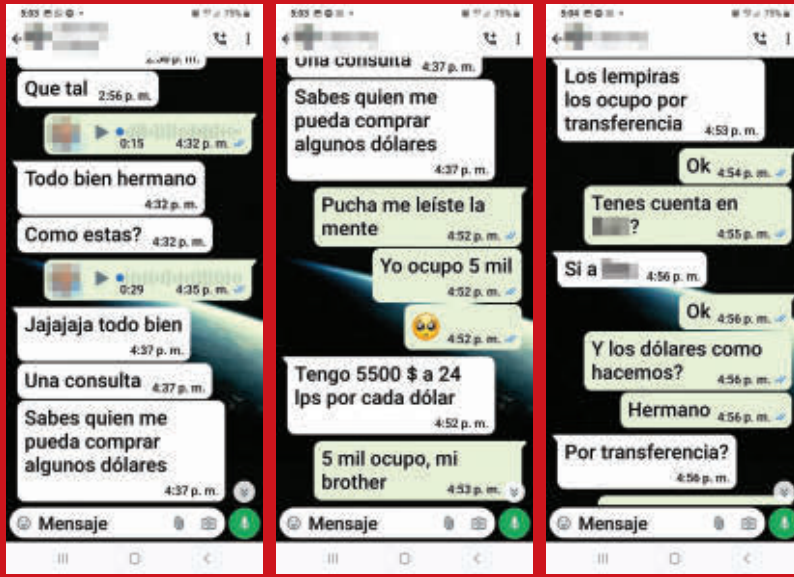 5:03
75%
Que tal 2:56 p. m.
0:15 4:32 p. m.
Todo bien hermano
4:32 p. m.
Como estas? 4:32 p. m.
0:29 4:35 p. m.
Jajajaja todo bien
4:37 p. m.
Una consulta 4:37 p. m.
Sabes quien me
pueda comprar
algunos dólares
4:37 p. m.
Mensaje
5:03
75%
Una consulta 4:37 p. m.
Sabes quien me
pueda comprar
algunos dólares
4:37 p. m.
Pucha me leíste la
mente 4:52 p. m.
Yo ocupo 5 mil
4:52 p. m.
4:52 p. m.
Tengo 5500 $ a 24
lps por cada dólar
4:52 p. m.
5 mil ocupo, mi
brother 4:53 p. m.
Mensaje
5:04
75%
Los lempiras
los ocupo por
transferencia 4:53 p. m.
Ok 4:54 p. m.
Tenes cuenta en
? 4:55 p. m.
Si a 4:56 p. m.
Ok 4:56 p. m.
Y los dólares como
hacemos? 4:56 p. m.
Hermano 4:56 p. m.
Por transferencia?
4:56 p. m.
Mensaje